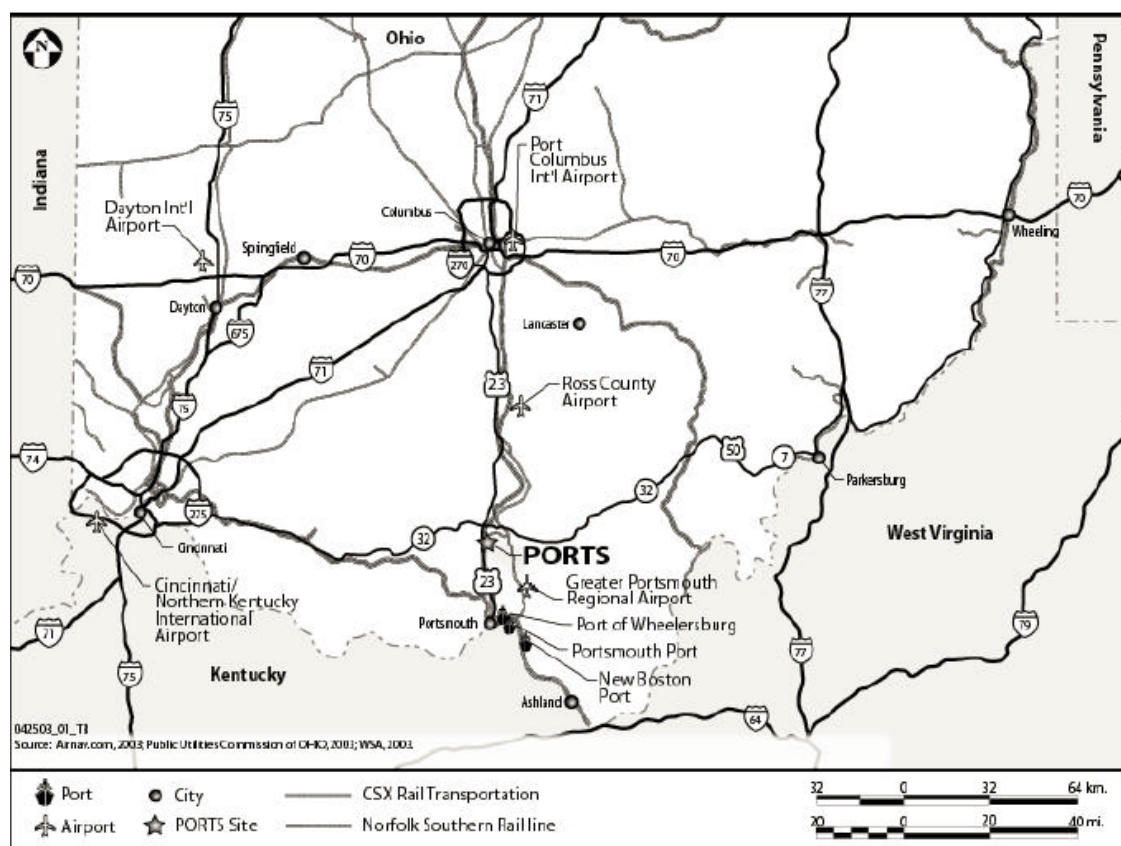 N
Ohio
Pennsylvania
Indiana
75
71
Port
Columbus
Int'l Airport
70
Dayton Int'l
Airport
Columbus
Wheeling
Springfield
70
270
70
70
77
Dayton
675
Lancaster
71
23
Ross County
Airport
75
74
50
7
Parkersburg
32
275
32
West Virginia
Cincinnati
PORTS
Cincinnati/
Northern Kentucky
International
Airport
23
Greater Portsmouth
Regional Airport
Portsmouth
Port of Wheelersburg
71
79
Portsmouth Port
77
75
Kentucky
New Boston
Port
Ashland
64
Source: Airnav.com, 2003; Public Utilities Commission of OHIO, 2003; WSA, 2003.
Port
City
CSX Rail Transportation
Airport
PORTS Site
Norfolk Southern Rail line
32 0 32 64 km.
20 0 20 40 mi.